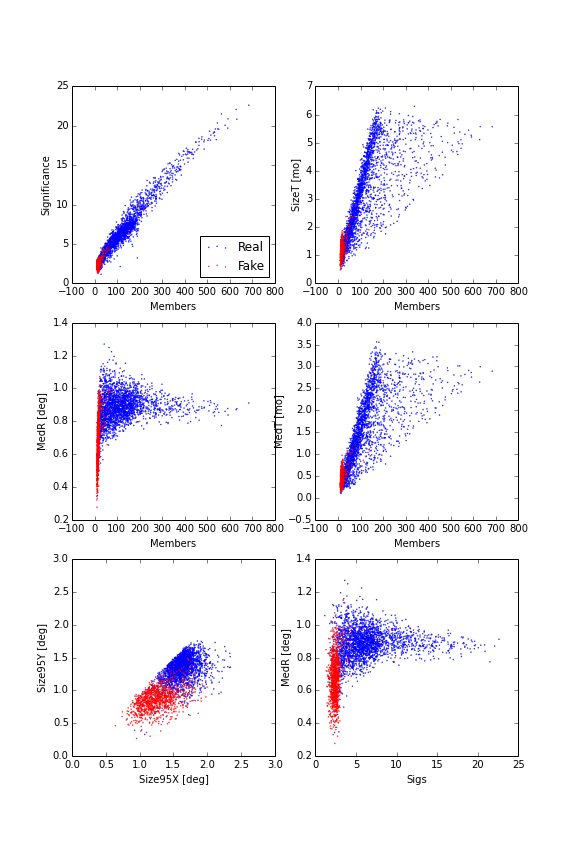 25
20
15
10
5
0
Significance
−100 0 100 200 300 400 500 600 700 800
Members
Real
Fake
7
6
5
4
3
2
1
0
SizeT [mo]
−100 0 100 200 300 400 500 600 700 800
Members
1.4
1.2
1.0
0.8
0.6
0.4
0.2
MedR [deg]
−100 0 100 200 300 400 500 600 700 800
Members
4.0
3.5
3.0
2.5
2.0
1.5
1.0
0.5
0.0
−0.5
MedT [mo]
−100 0 100 200 300 400 500 600 700 800
Members
3.0
2.5
2.0
1.5
1.0
0.5
0.0
Size95Y [deg]
0.0 0.5 1.0 1.5 2.0 2.5 3.0
Size95X [deg]
1.4
1.2
1.0
0.8
0.6
0.4
0.2
MedR [deg]
0 5 10 15 20 25
Sigs